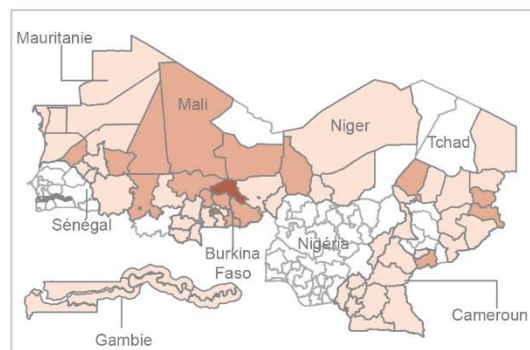 Mauritanie
Mali
Niger
Tchad
Sénégal
Burkina
Faso
Nigéria
Cameroun
Gambie